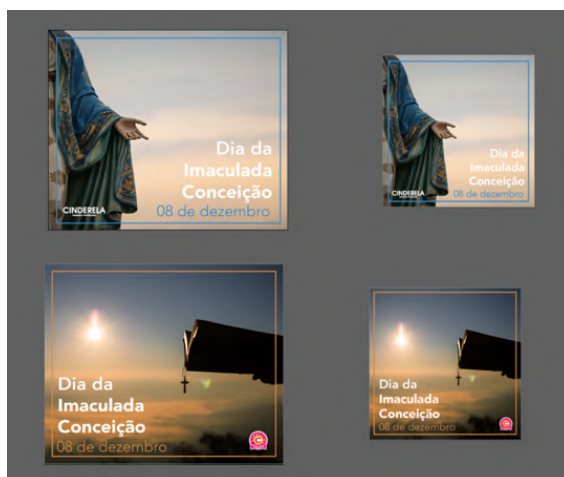 Dia da
Imaculada
Conceição
08 de dezembro
CINDERELA
Dia da
Imaculada
Conceição
08 de dezembro
CINDERELA
Dia da
Imaculada
Conceição
08 de dezembro
C
Dia da
Imaculada
Conceição
08 de dezembro
C